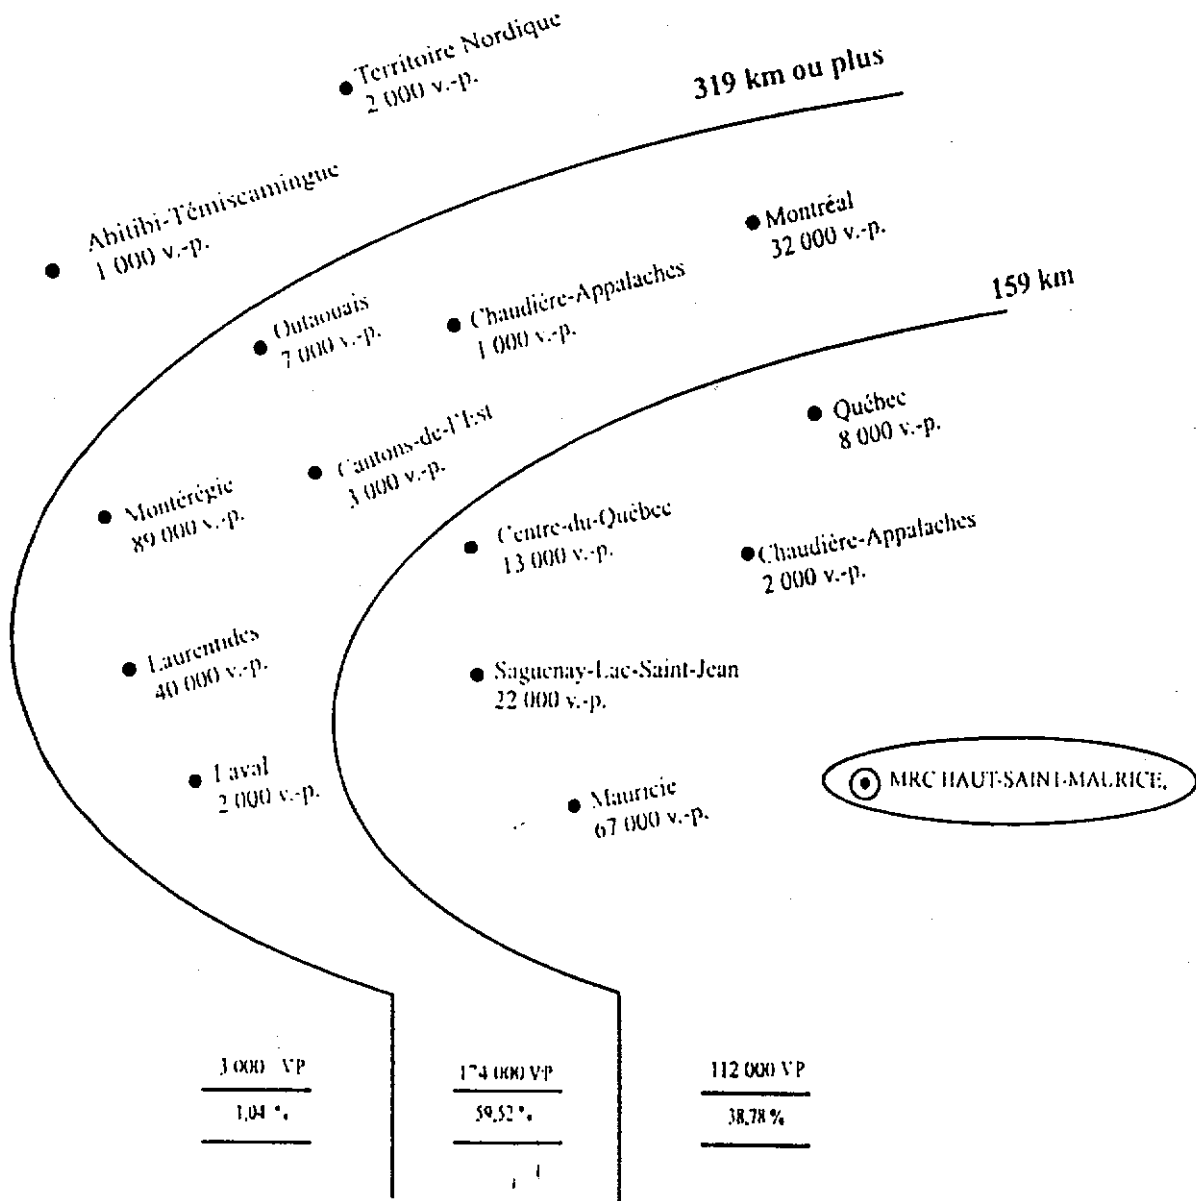 Territoire Nordique
2 000 v.-p.
319 km ou plus
Abitibi-Témiscamingue
1 000 v.-p.
Montréal
32 000 v.-p.
Outaouais
7 000 v.-p.
Chaudière-Appalaches
1 000 v.-p.
159 km
Québec
8 000 v.-p.
Cantons-de-l'Est
3 000 v.-p.
Montérégie
89 000 v.-p.
Centre-du-Québec
13 000 v.-p.
Chaudière-Appalaches
2 000 v.-p.
Laurentides
40 000 v.-p.
Saguenay-Lac-Saint-Jean
22 000 v.-p.
Laval
2 000 v.-p.
Mauricie
67 000 v.-p.
MRC HAUT-SAINT-MAURICE.
3 000 VP
1,04 %
174 000 VP
59,52 %
112 000 VP
38,78 %